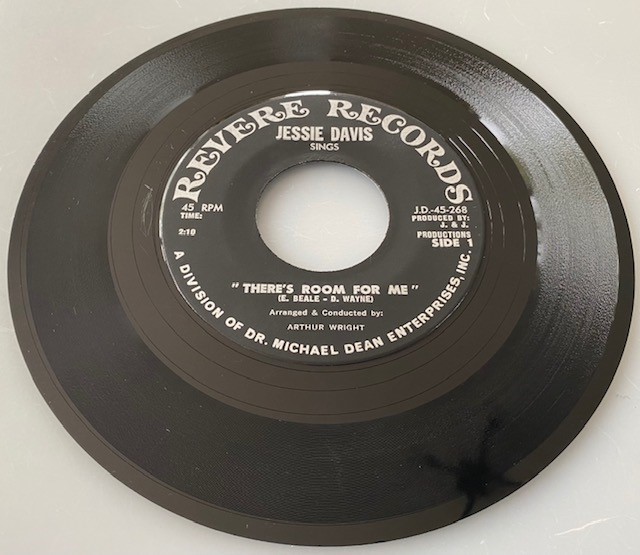 REVERE RECORDS
JESSIE DAVIS
SINGS
45 RPM
TIME:
2:10
J.D.-45-268
PRODUCED BY:
J. & J.
PRODUCTIONS
SIDE 1
"THERE'S ROOM FOR ME"
(E. BEALE - D. WAYNE)
Arranged & Conducted by:
ARTHUR WRIGHT
A DIVISION OF DR. MICHAEL DEAN ENTERPRISES, INC.